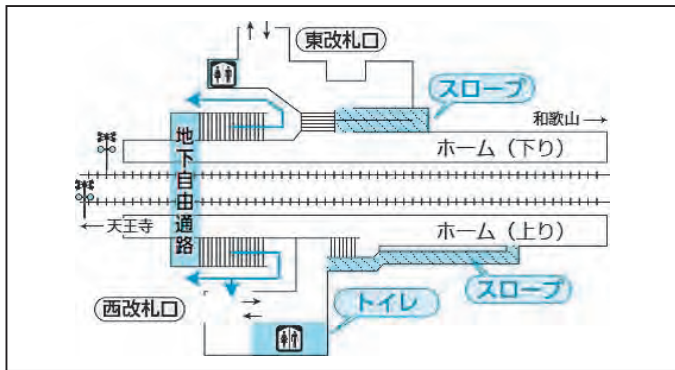 東改札口
スロープ
和歌山→
ホーム（下り）
地下自由通路
←天王寺
ホーム（上り）
スロープ
西改札口
トイレ